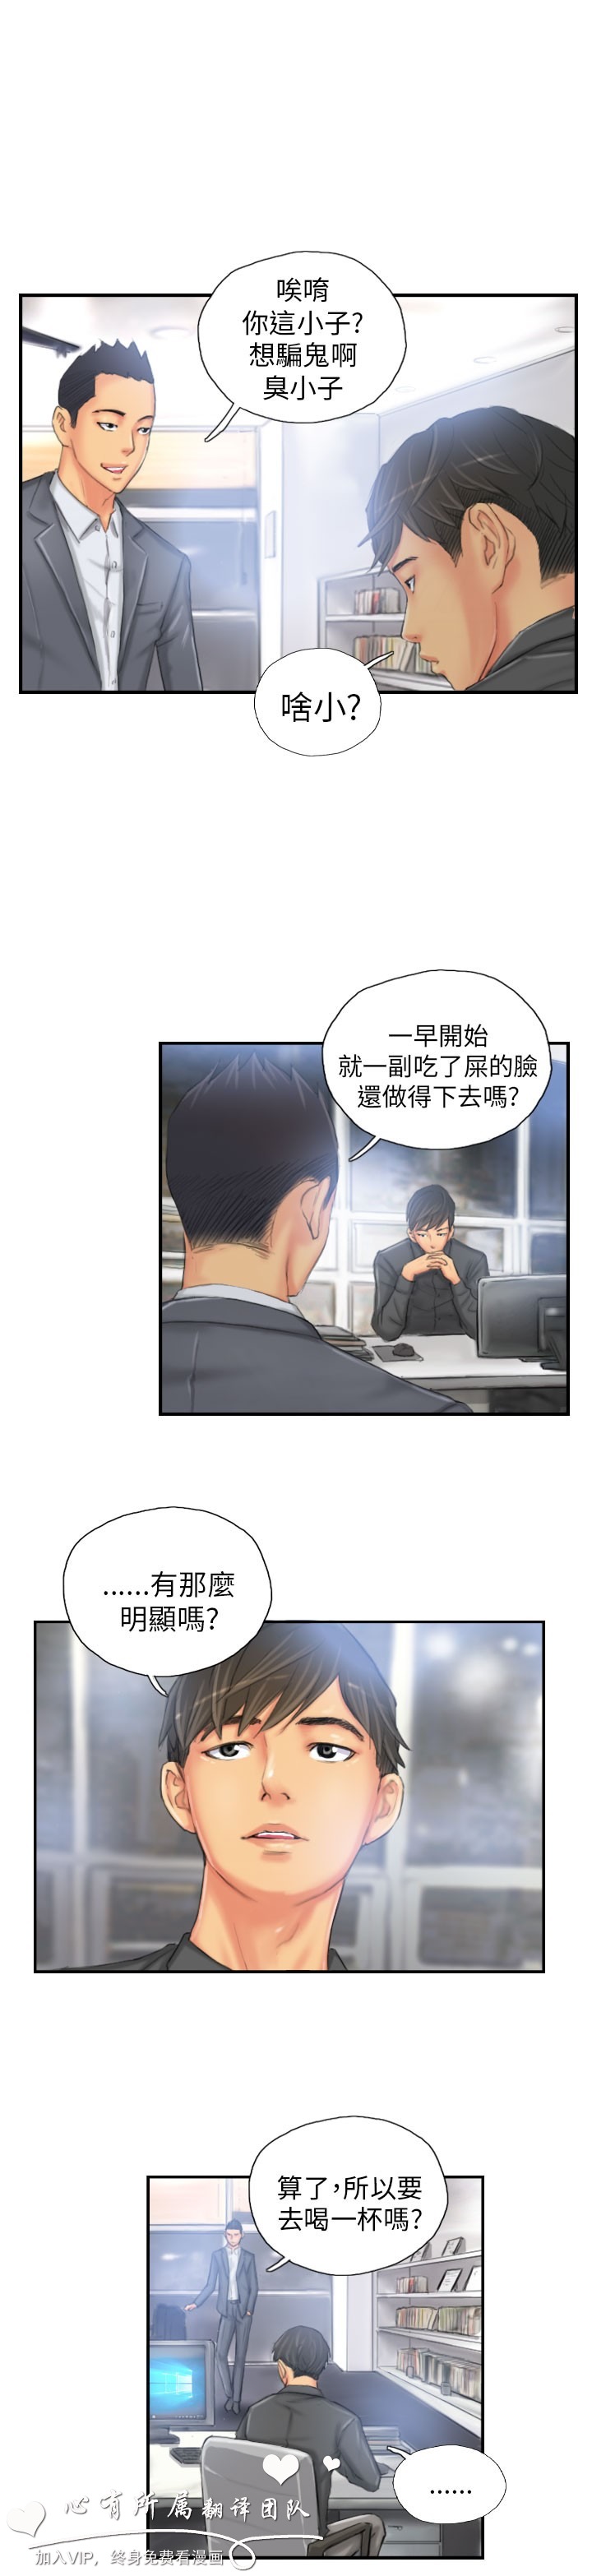 唉唷
你這小子?
想騙鬼啊
臭小子
啥小?
一早開始
就一副吃了屎的臉
還做得下去嗎?
……有那麼
明顯嗎?
算了，所以要
去喝一杯嗎?
……
心有所属翻译团队
加入VIP，终身免费看漫画